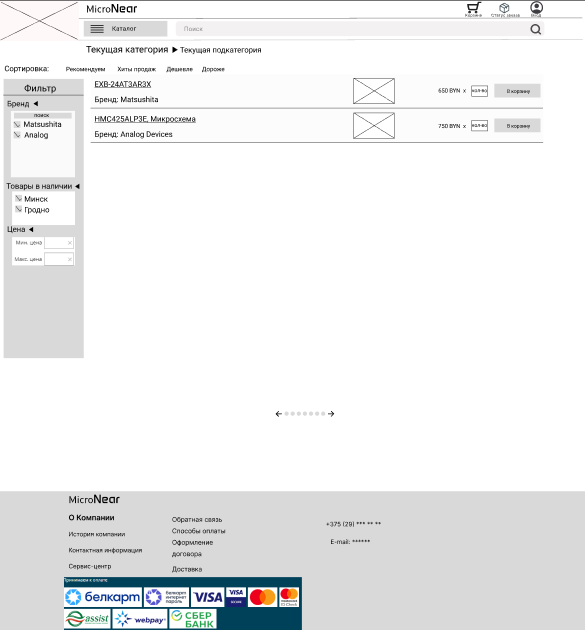 MicroNear
Корзина
Статус заказа
Вход
Каталог
Поиск
Текущая категория ▶ Текущая подкатегория
Сортировка: Рекомендуем Хиты продаж Дешевле Дороже
Фильтр
Бренд
поиск
Matsushita
Analog
Товары в наличии
Минск
Гродно
Цена
Мин. цена
Макс. цена
EXB-24AT3AR3X
Бренд: Matsushita
650 BYN x кол-во В корзину
HMC425ALP3E, Микросхема
Бренд: Analog Devices
750 BYN x кол-во В корзину
MicroNear
О Компании
История компании
Контактная информация
Сервис-центр
Обратная связь
Способы оплаты
Оформление
договора
Доставка
+375 (29) *** ** **
E-mail: ******
Принимаем к оплате
белкарт
белкарт
интернет
пароль
VISA
VISA
SECURE
mastercard
mastercard
ID Check
assist
webpay
СБЕР
БАНК